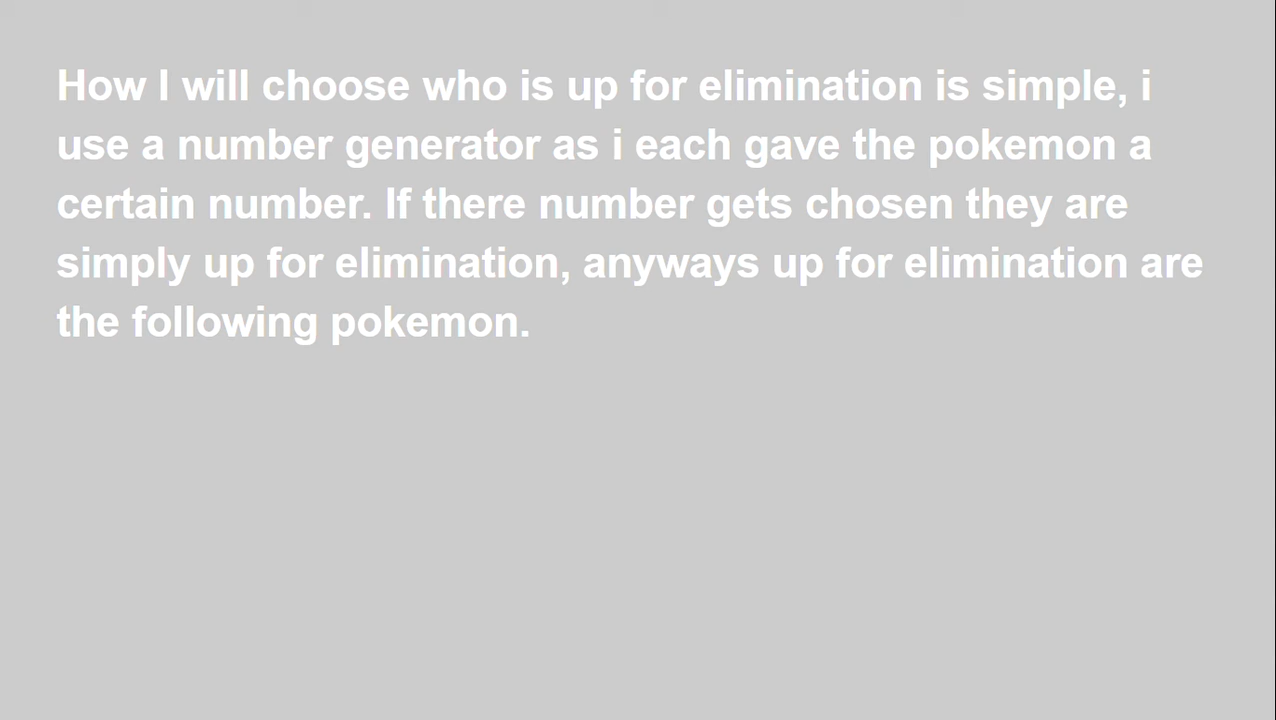 How I will choose who is up for elimination is simple, i
use a number generator as i each gave the pokemon a
certain number. If there number gets chosen they are
simply up for elimination, anyways up for elimination are
the following pokemon.